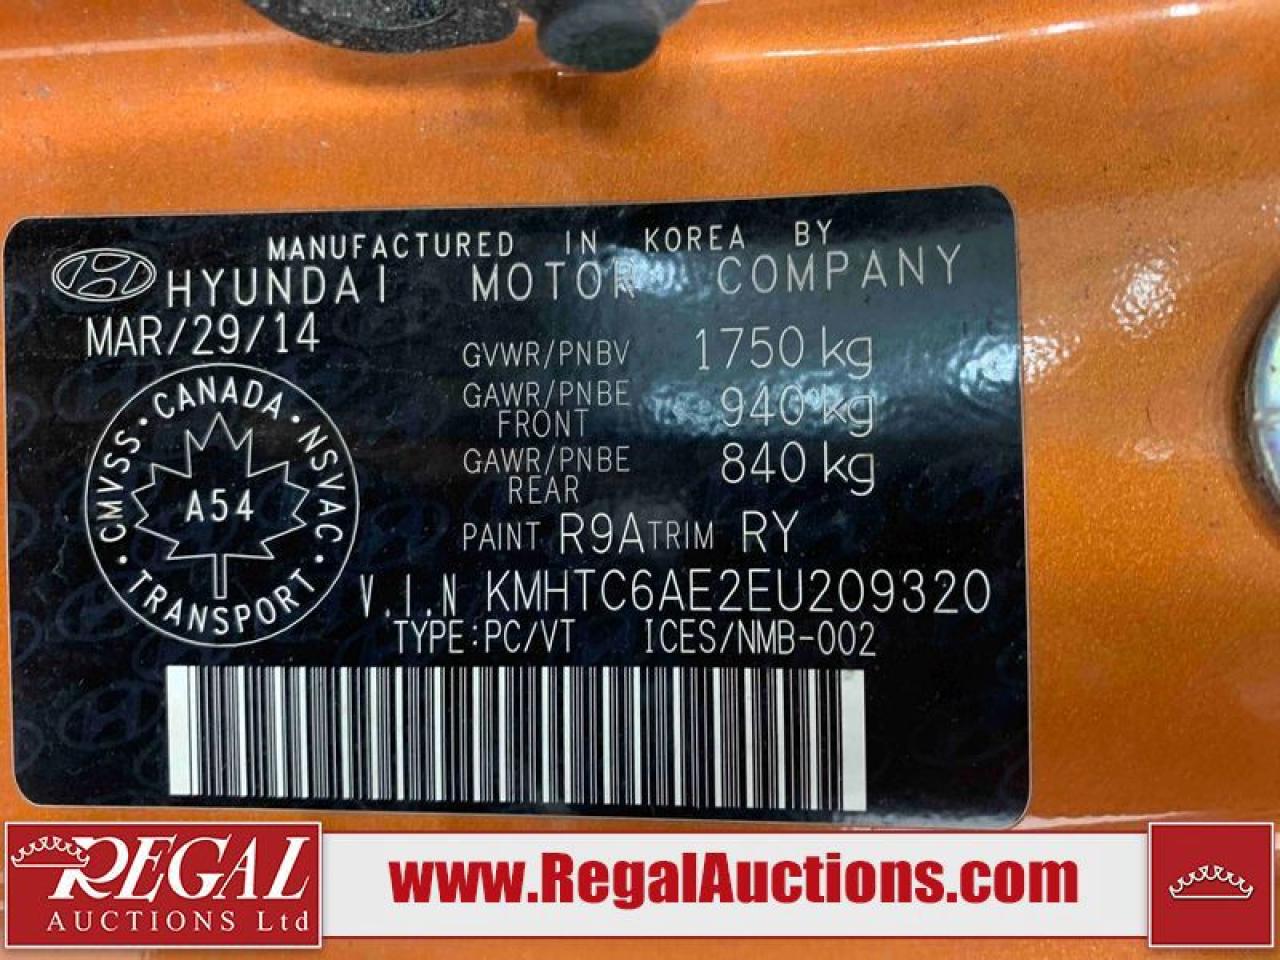 MANUFACTURED IN KOREA BY
HYUNDAI MOTOR COMPANY
MAR/29/14
GVWR/PNBV 1750 kg
GAWR/PNBE FRONT 940 kg
GAWR/PNBE REAR 840 kg
PAINT R9A TRIM RY
CMVSS · CANADA · NSVAC · TRANSPORT ·
A54
V.I.N KMHTC6AE2EU209320
TYPE:PC/VT ICES/NMB-002
REGAL
AUCTIONS Ltd
www.RegalAuctions.com